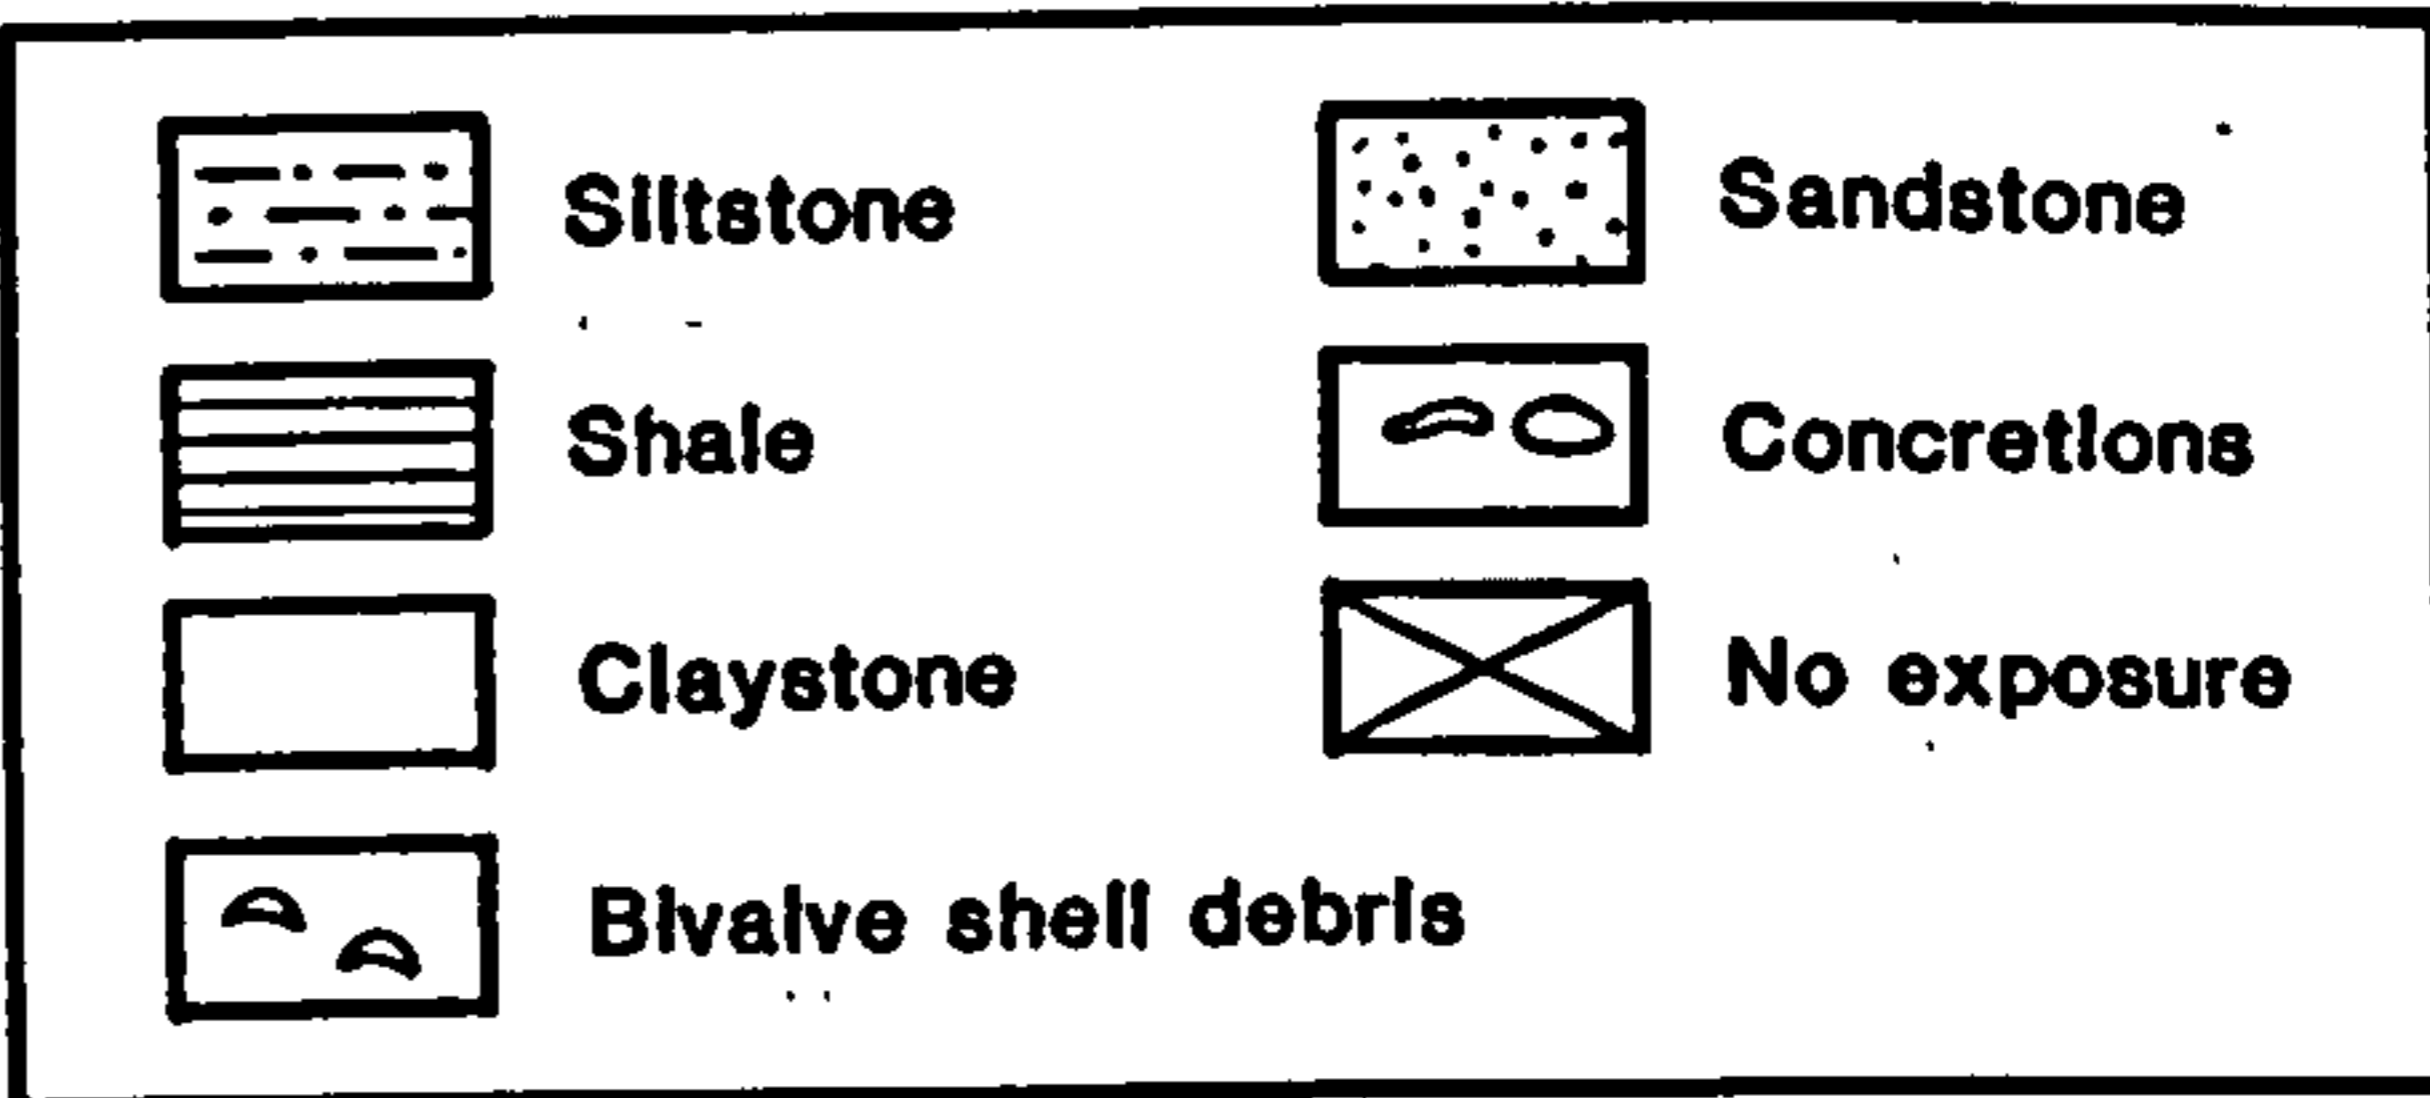 Siltstone
Sandstone
Shale
Concretions
Claystone
No exposure
Bivalve shell debris